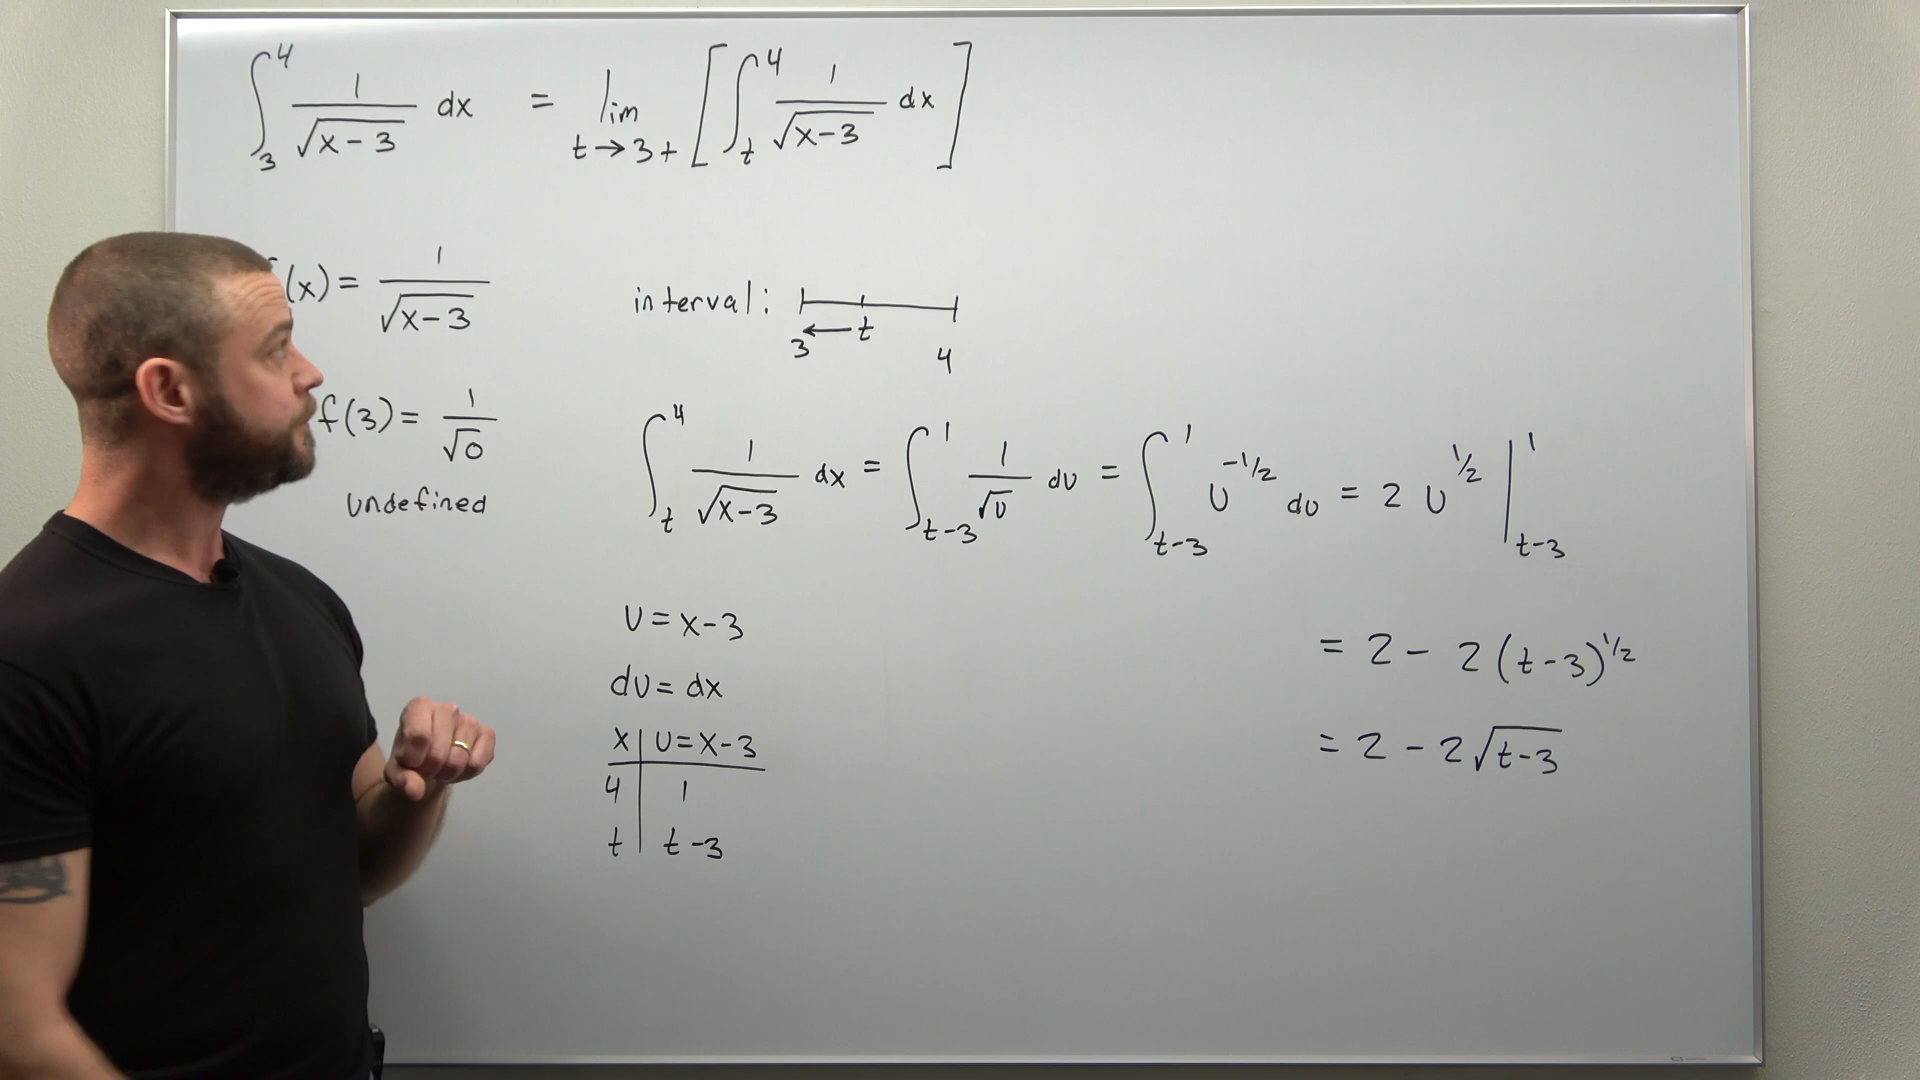 ∫₃⁴ 1/√(x-3) dx = lim t→3+ [∫ₜ⁴ 1/√(x-3) dx]
(x) = 1/√(x-3)
interval: 3 ← t 4
f(3) = 1/√0
undefined
∫ₜ⁴ 1/√(x-3) dx = ∫ₜ₋₃¹ 1/√u du = ∫ₜ₋₃¹ u^(-1/2) du = 2 u^(1/2) |ₜ₋₃¹
u = x-3
du = dx
= 2 - 2(t-3)^(1/2)
= 2 - 2√(t-3)
x | u = x-3
4 | 1
t | t-3